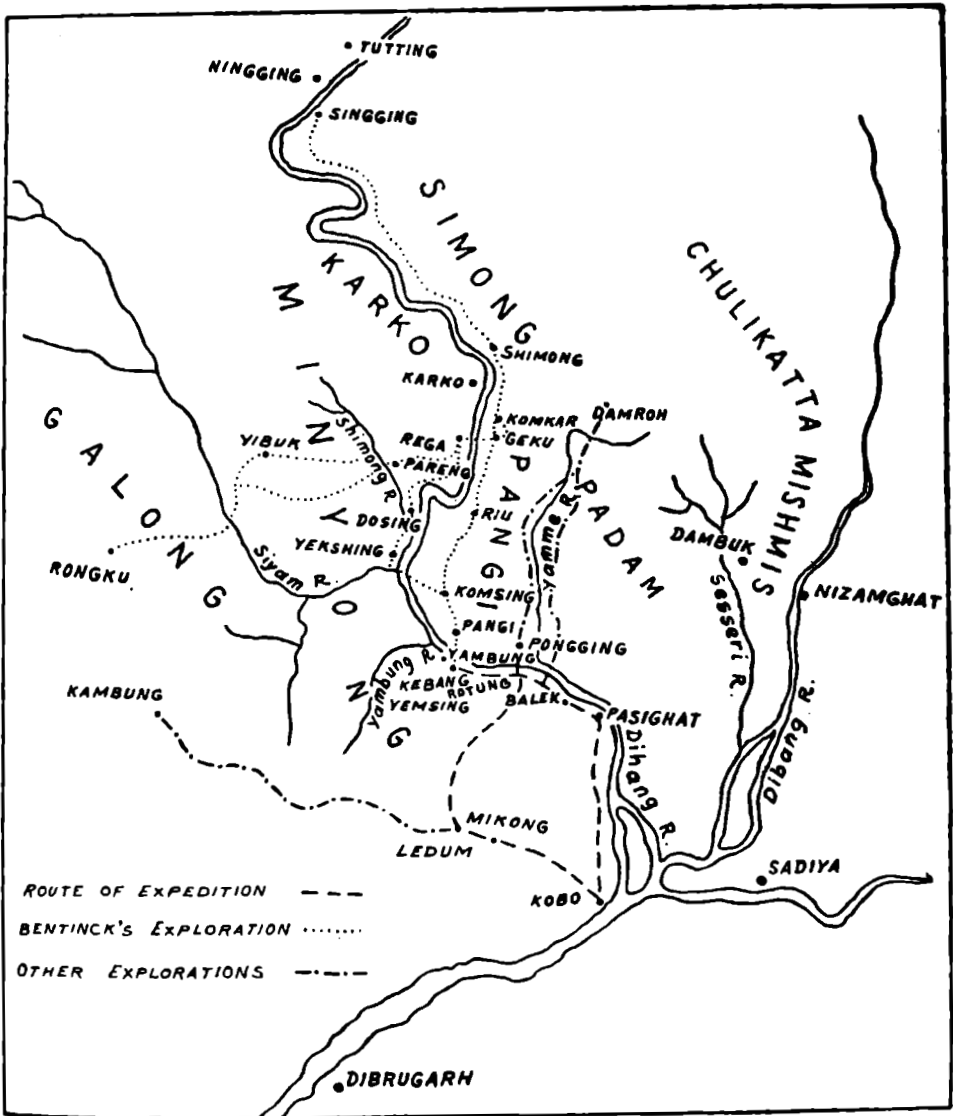 TUTTING
NINGGING
SINGGING
SIMONG
KARKO
MINYONG
CHULIKATTA MISHMIS
SHIMONG
KARKO
GALONG
KOMKAR
DAMROH
Shimong R.
REGA
GEKU
YIBUK
PARENG
PANGI
PADAM
Yamne R.
DOSING
RIU
DAMBUK
YEKSHING
RONGKU
Siyam R
KOMSING
Sesseri R.
NIZAMGHAT
PANGI
PONGGING
Yambung R.
YAMBUNG
KEBANG
ROTUNG
YEMSING
BALEK
KAMBUNG
PASIGHAT
Dihang R.
Dibang R.
MIKONG
LEDUM
SADIYA
KOBO
ROUTE OF EXPEDITION
BENTINCK'S EXPLORATION
OTHER EXPLORATIONS
DIBRUGARH